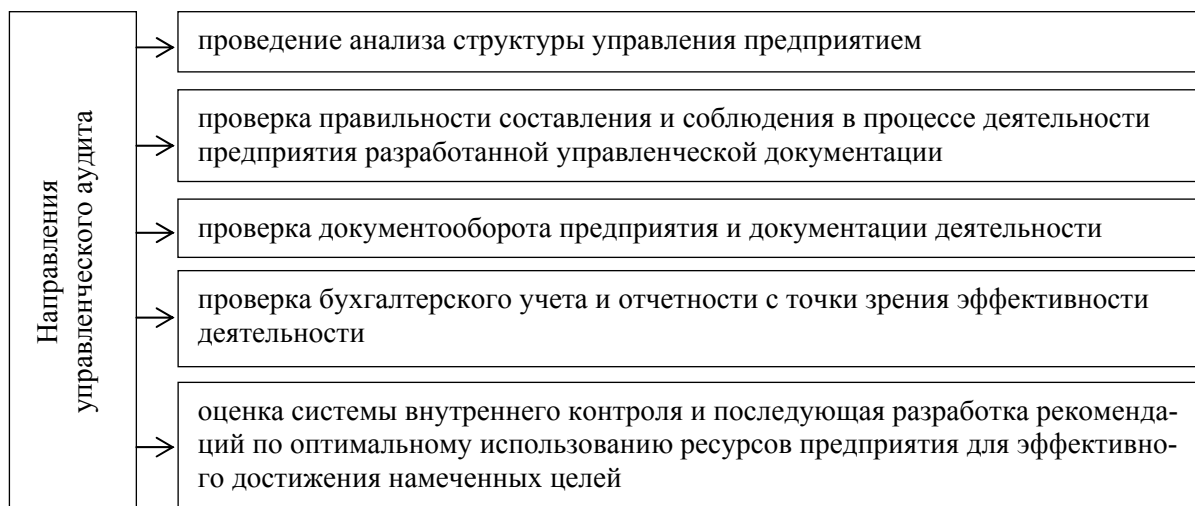 Направления
управленческого аудита
проведение анализа структуры управления предприятием
проверка правильности составления и соблюдения в процессе деятельности
предприятия разработанной управленческой документации
проверка документооборота предприятия и документации деятельности
проверка бухгалтерского учета и отчетности с точки зрения эффективности
деятельности
оценка системы внутреннего контроля и последующая разработка рекоменда-
ций по оптимальному использованию ресурсов предприятия для эффективно-
го достижения намеченных целей